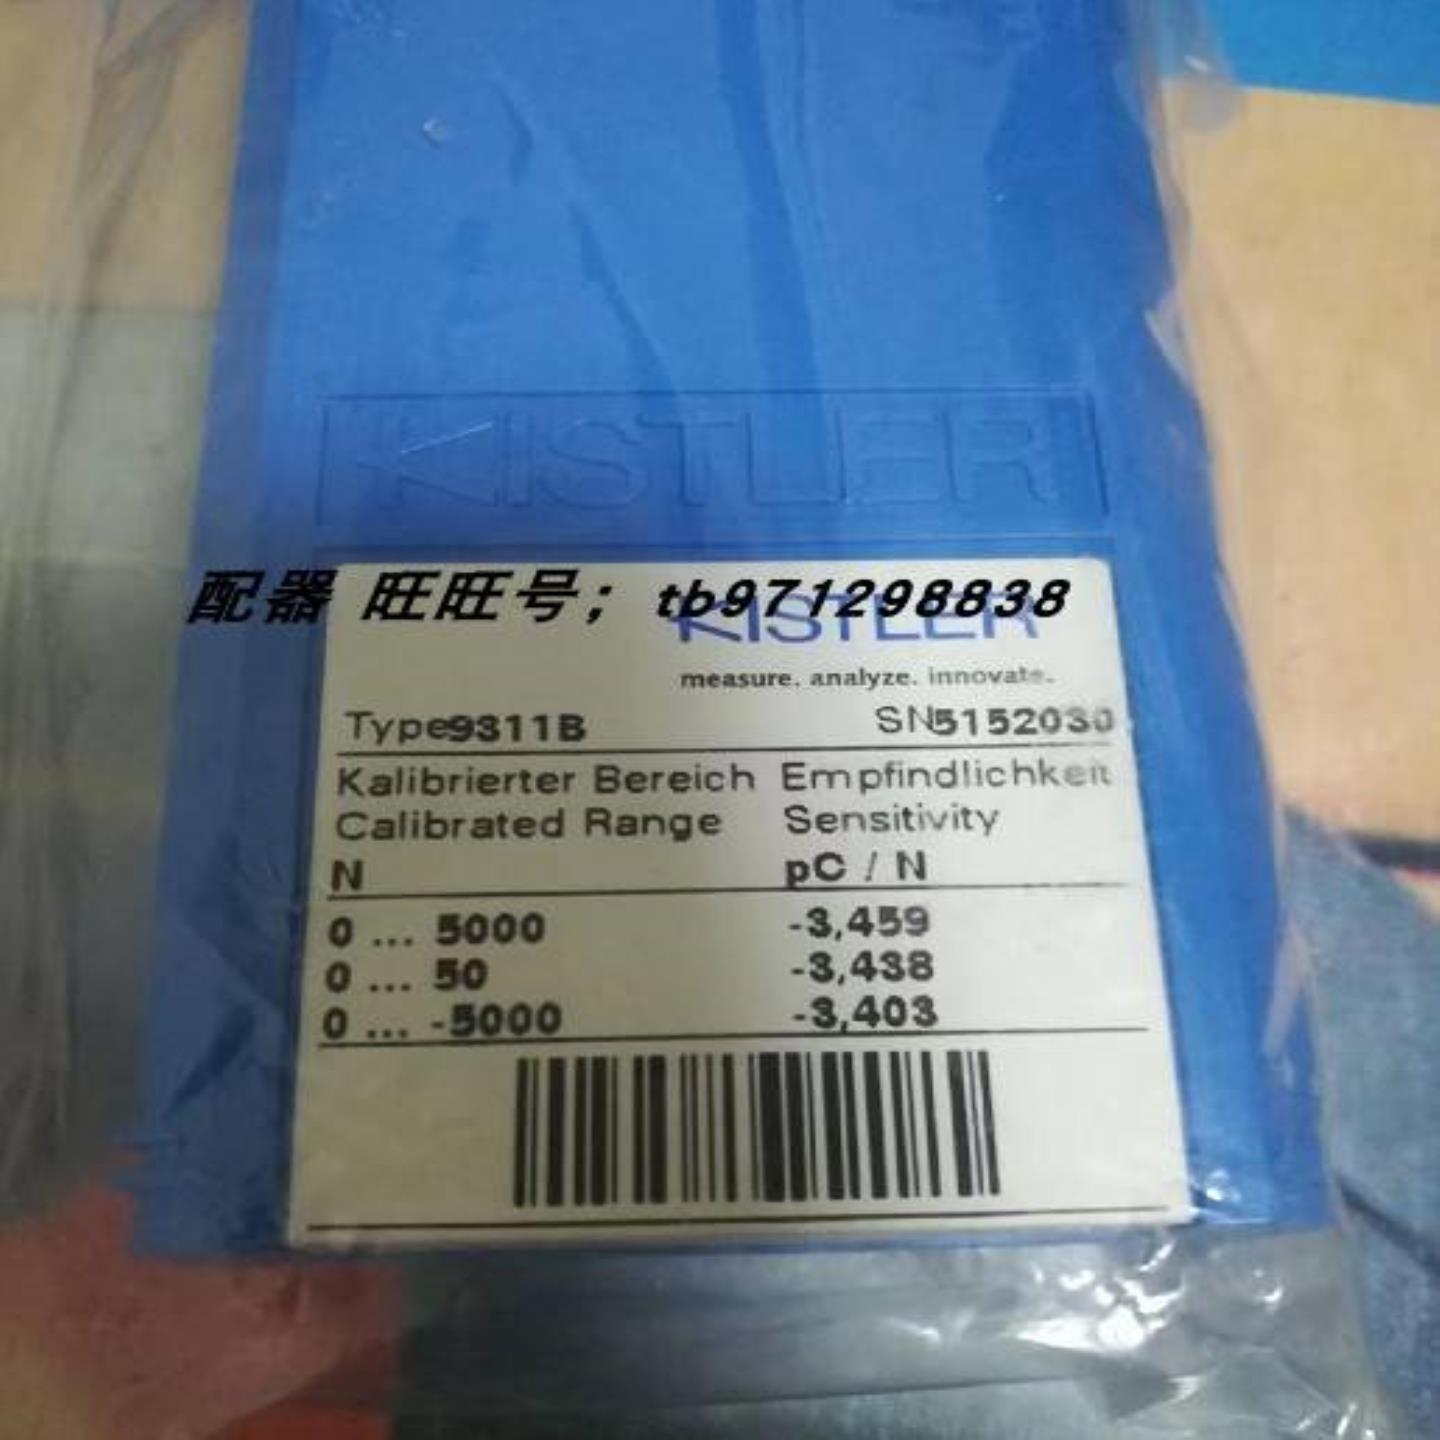 KISTLER
配器 旺旺号; tb971298838
KISTLER
measure. analyze. innovate.
Type9311B SN5152030
Kalibrierter Bereich Empfindlichkeit
Calibrated Range Sensitivity
N pC / N
0 ... 5000 -3,459
0 ... 50 -3,438
0 ... -5000 -3,403